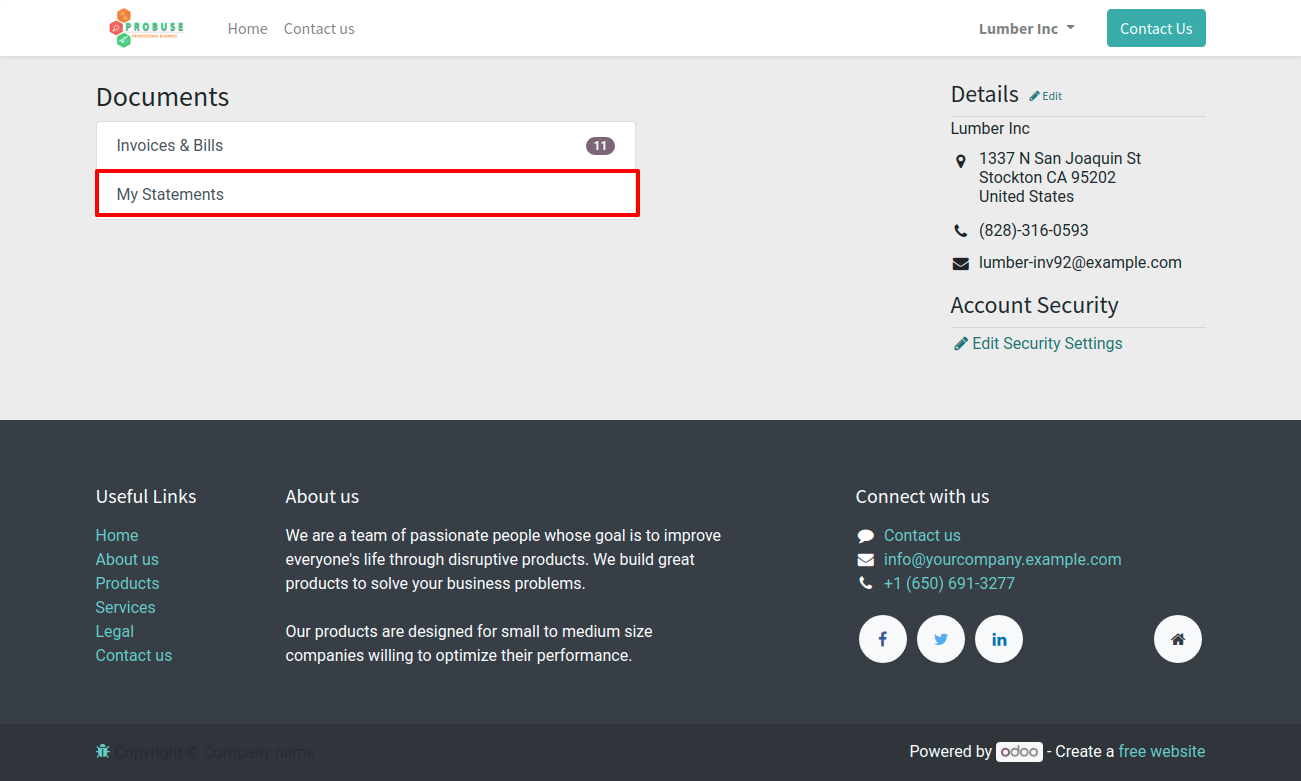 PROBUSE
PROFESSIONAL BUSINESS
Home
Contact us
Lumber Inc
Contact Us
Documents
Invoices & Bills
11
My Statements
Details
Edit
Lumber Inc
1337 N San Joaquin St
Stockton CA 95202
United States
(828)-316-0593
lumber-inv92@example.com
Account Security
Edit Security Settings
Useful Links
Home
About us
Products
Services
Legal
Contact us
About us
We are a team of passionate people whose goal is to improve
everyone's life through disruptive products. We build great
products to solve your business problems.
Our products are designed for small to medium size
companies willing to optimize their performance.
Connect with us
Contact us
info@yourcompany.example.com
+1 (650) 691-3277
Copyright © Company name
Powered by odoo - Create a free website